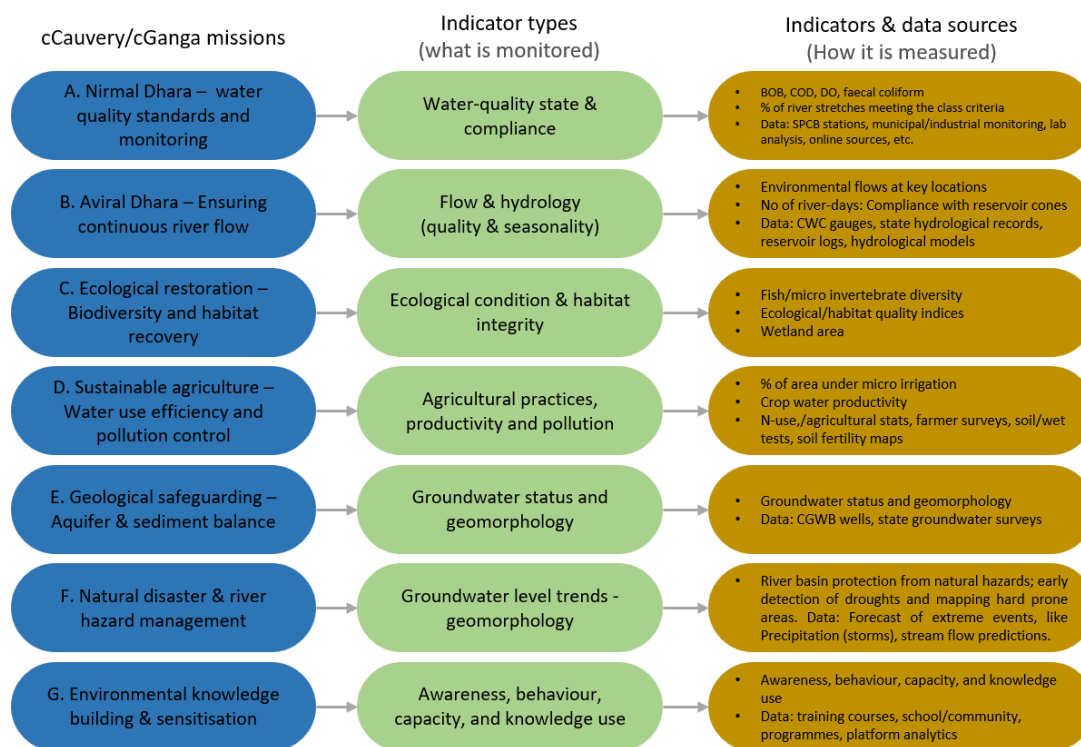 cCauvery/cGanga missions
Indicator types
(what is monitored)
Indicators & data sources
(How it is measured)
A. Nirmal Dhara – water
quality standards and
monitoring
Water-quality state &
compliance
• BOB, COD, DO, faecal coliform
• % of river stretches meeting the class criteria
• Data: SPCB stations, municipal/industrial monitoring, lab
analysis, online sources, etc.
B. Aviral Dhara – Ensuring
continuous river flow
Flow & hydrology
(quality & seasonality)
• Environmental flows at key locations
• No of river-days: Compliance with reservoir cones
• Data: CWC gauges, state hydrological records,
reservoir logs, hydrological models
C. Ecological restoration –
Biodiversity and habitat
recovery
Ecological condition & habitat
integrity
• Fish/micro invertebrate diversity
• Ecological/habitat quality indices
• Wetland area
D. Sustainable agriculture –
Water use efficiency and
pollution control
Agricultural practices,
productivity and pollution
• % of area under micro irrigation
• Crop water productivity
• N-use,/agricultural stats, farmer surveys, soil/wet
tests, soil fertility maps
E. Geological safeguarding –
Aquifer & sediment balance
Groundwater status and
geomorphology
• Groundwater status and geomorphology
• Data: CGWB wells, state groundwater surveys
F. Natural disaster & river
hazard management
Groundwater level trends -
geomorphology
• River basin protection from natural hazards; early
detection of droughts and mapping hard prone
areas. Data: Forecast of extreme events, like
Precipitation (storms), stream flow predictions.
G. Environmental knowledge
building & sensitisation
Awareness, behaviour,
capacity, and knowledge use
• Awareness, behaviour, capacity, and knowledge
use
• Data: training courses, school/community,
programmes, platform analytics